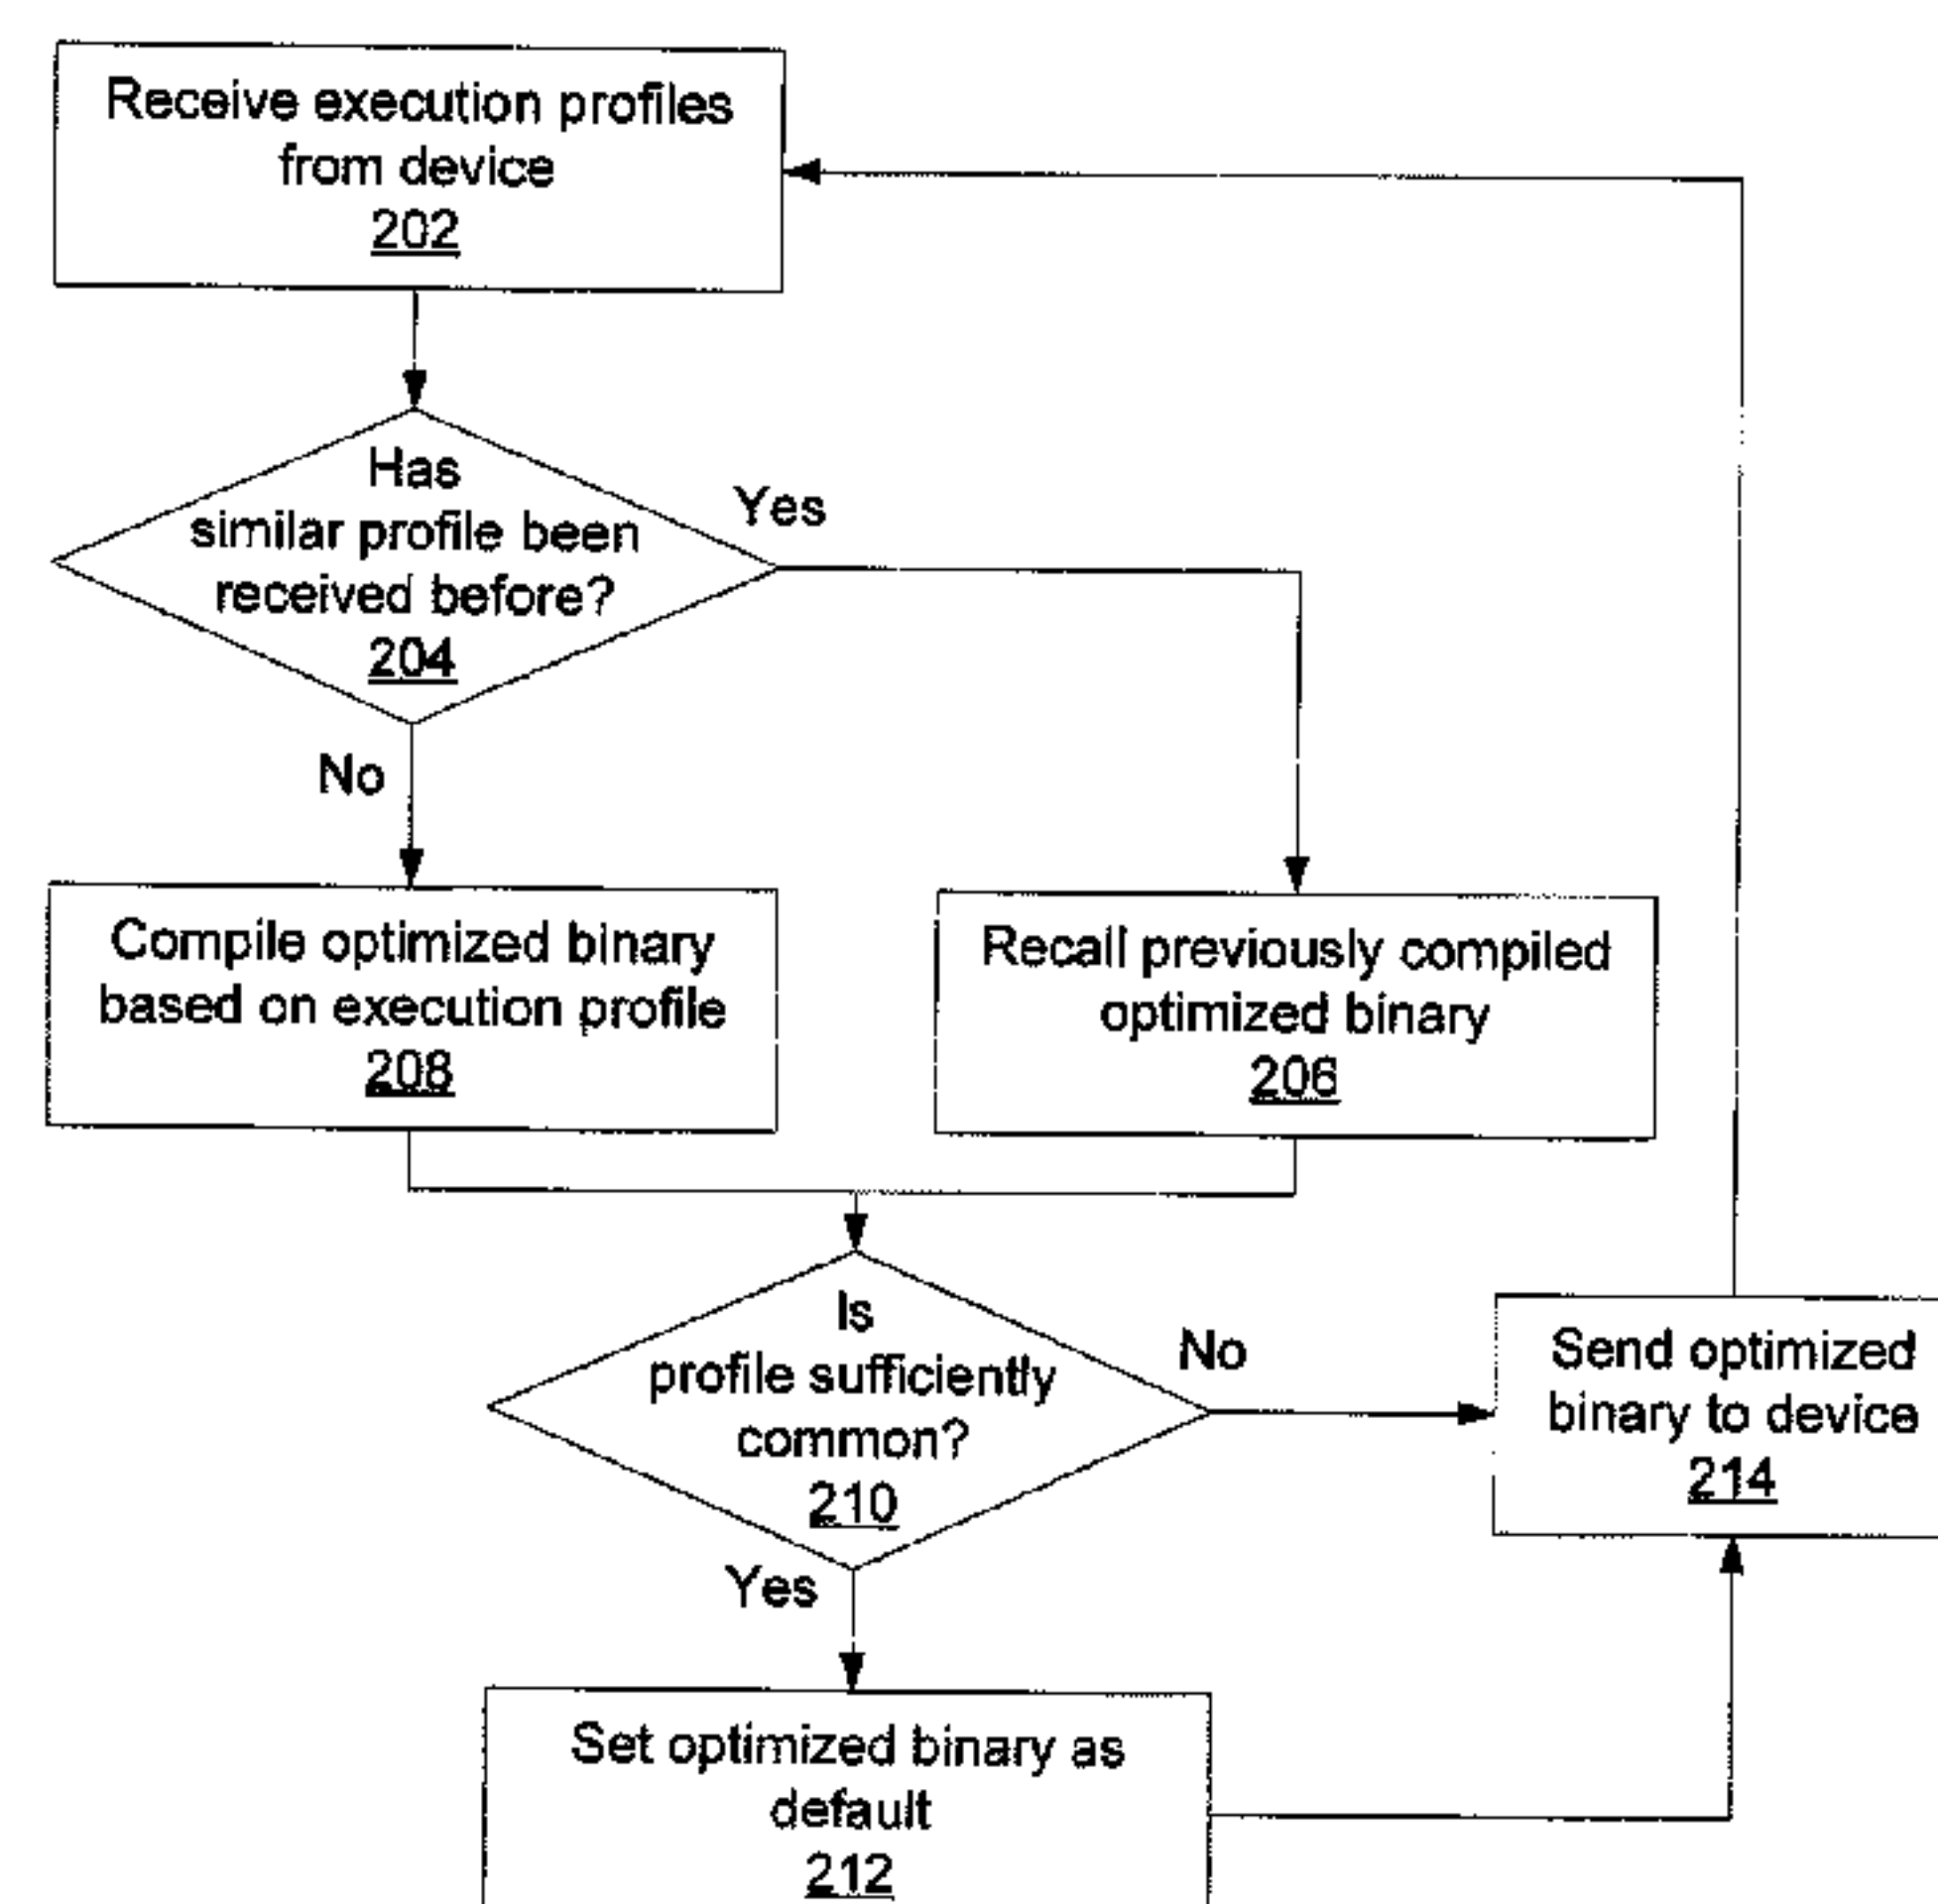 Receive execution profiles
from device
202
Has
similar profile been
received before?
204
Yes
No
Compile optimized binary
based on execution profile
208
Recall previously compiled
optimized binary
206
Is
profile sufficiently
common?
210
No
Yes
Send optimized
binary to device
214
Set optimized binary as
default
212